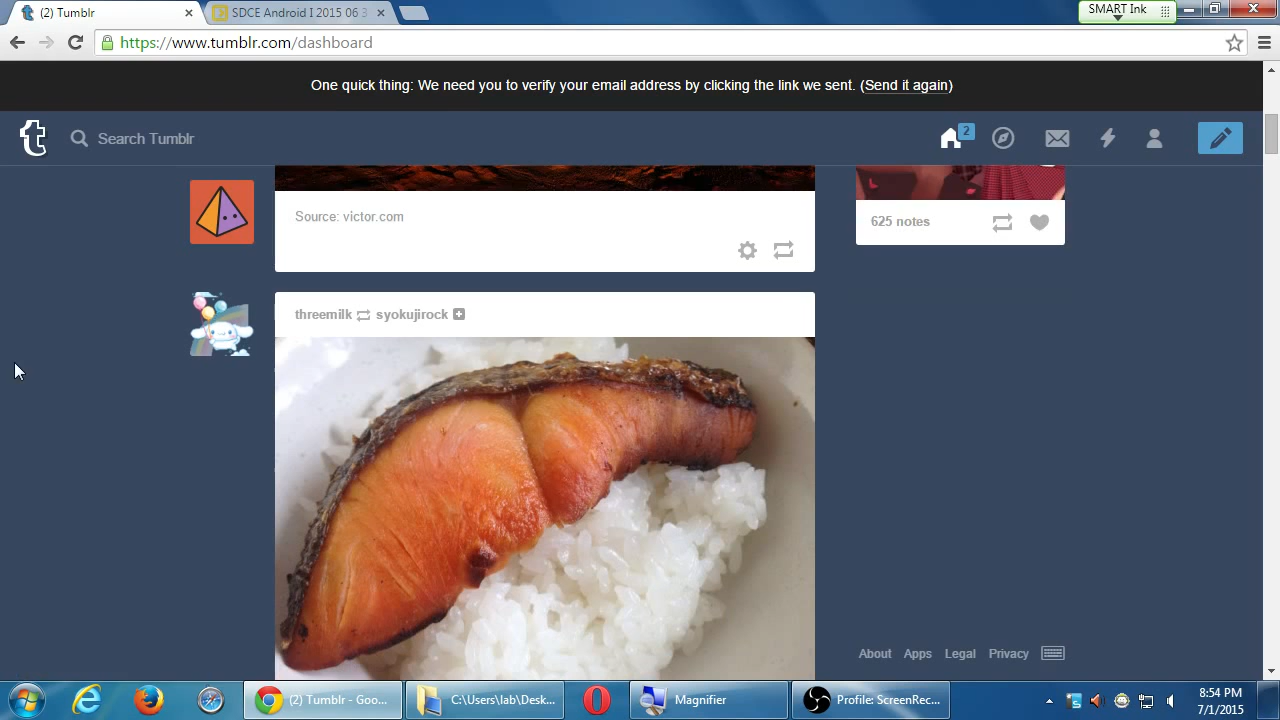 (2) Tumblr
SDCE Android I 2015 06 3
SMART Ink
https://www.tumblr.com/dashboard
One quick thing: We need you to verify your email address by clicking the link we sent. (Send it again)
t Search Tumblr
2
Source: victor.com
625 notes
threemilk syokujirock
About Apps Legal Privacy
(2) Tumblr - Goo...
C:\Users\lab\Desk...
Magnifier
Profile: ScreenRec...
8:54 PM
7/1/2015